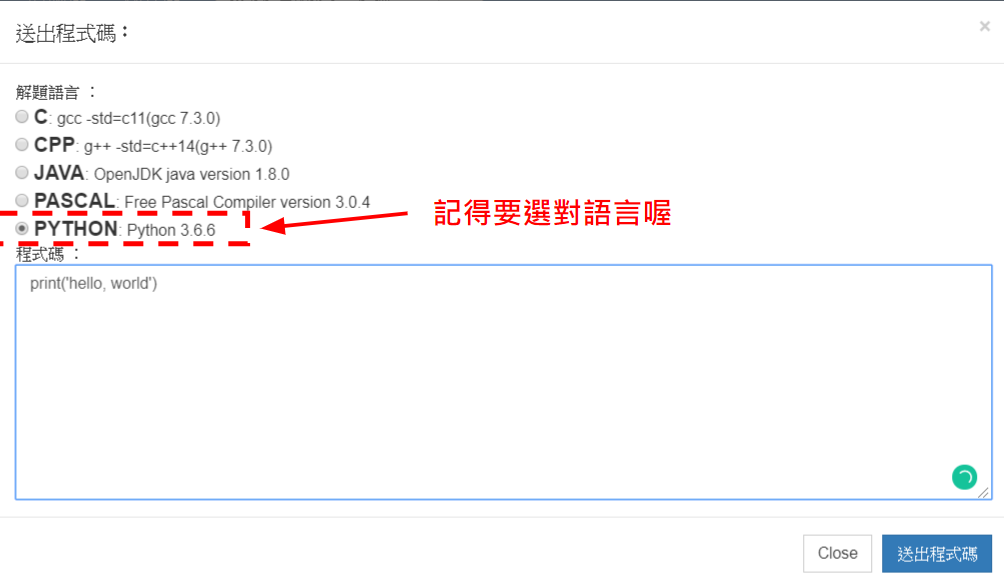 送出程式碼：
×
解題語言 ：
C: gcc -std=c11(gcc 7.3.0)
CPP: g++ -std=c++14(g++ 7.3.0)
JAVA: OpenJDK java version 1.8.0
PASCAL: Free Pascal Compiler version 3.0.4
PYTHON: Python 3.6.6
記得要選對語言喔
程式碼 ：
print('hello, world')
Close
送出程式碼